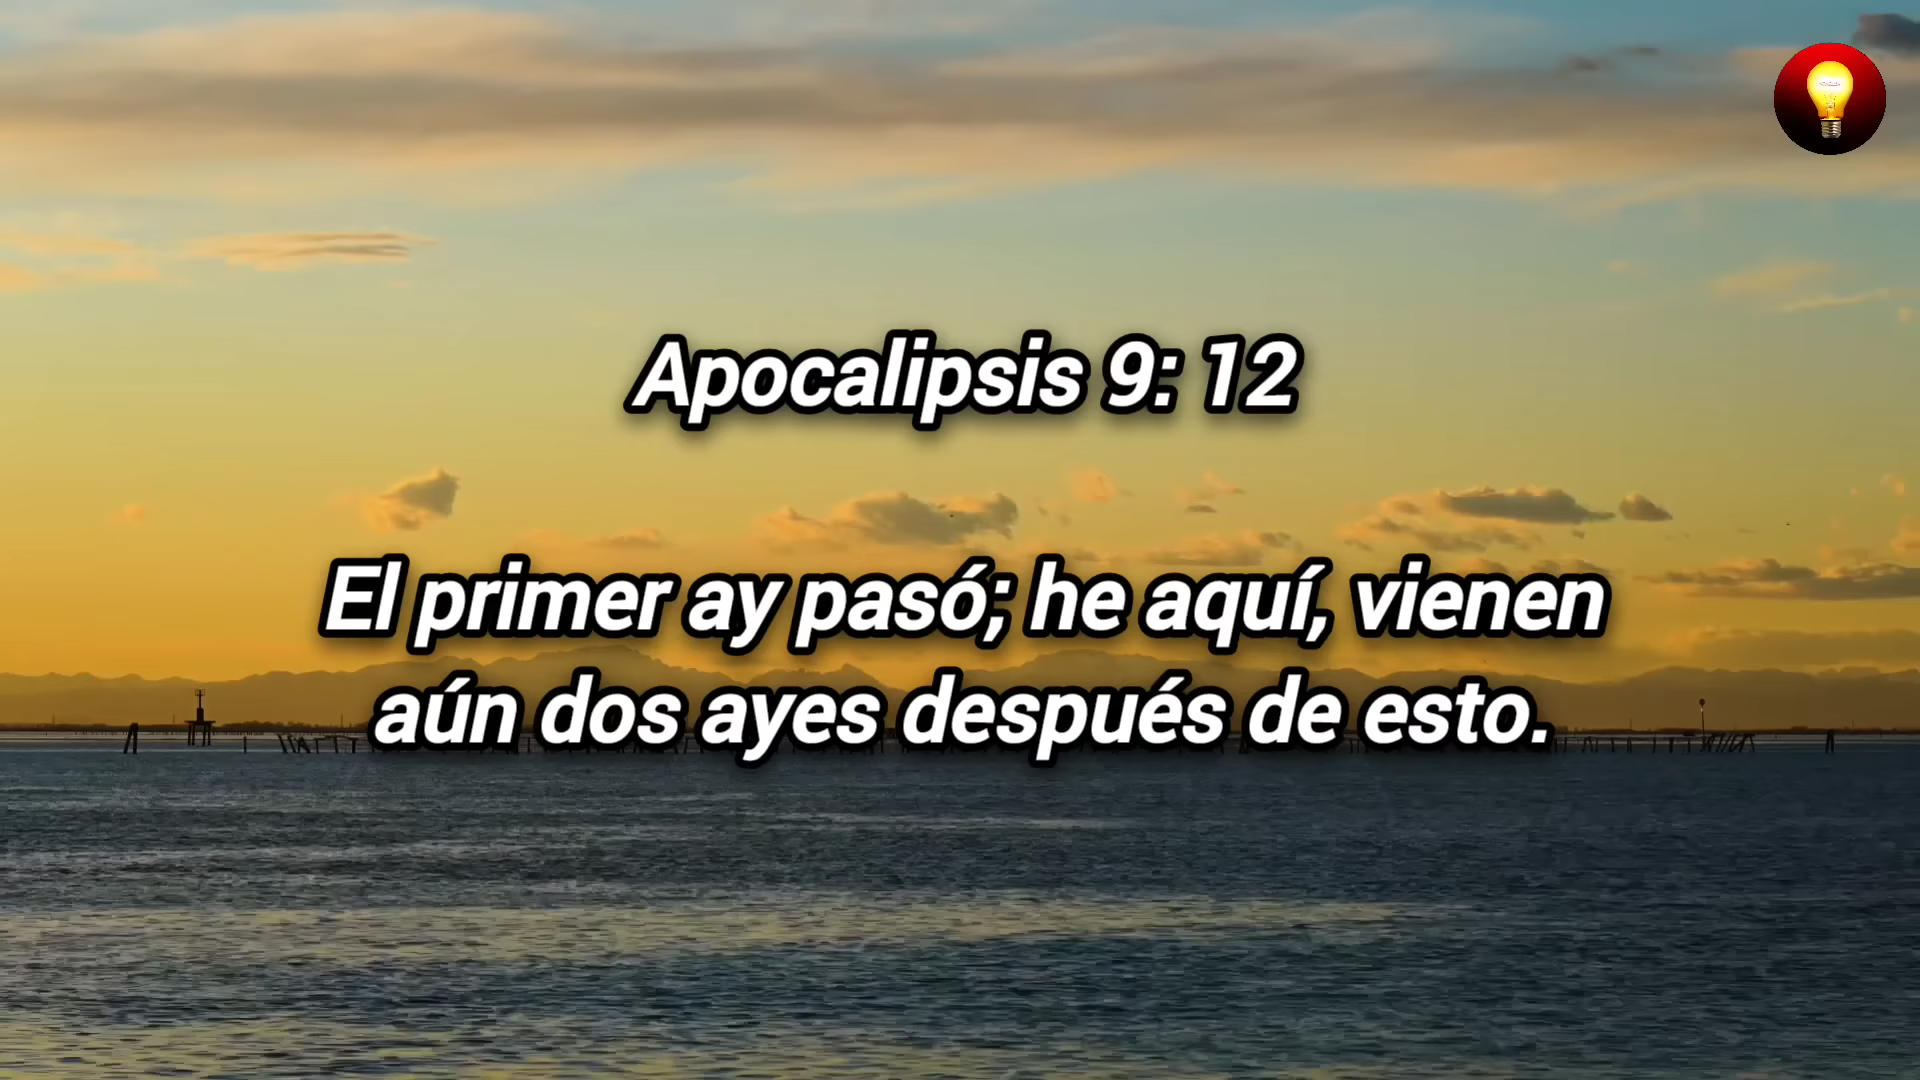 Apocalipsis 9: 12
El primer ay pasó; he aquí, vienen
aún dos ayes después de esto.